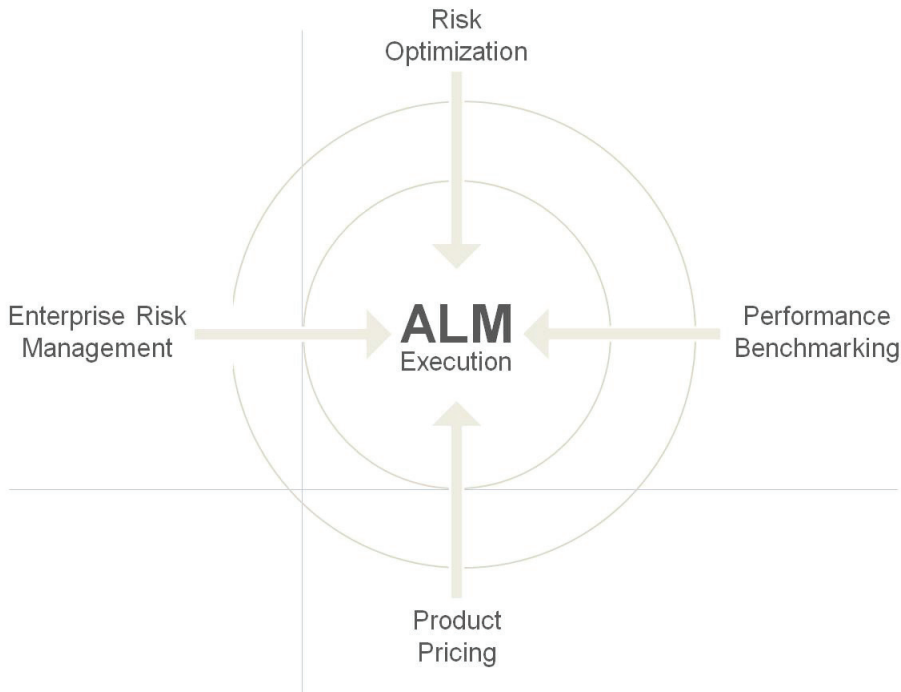 Risk
Optimization
Enterprise Risk
Management
ALM
Execution
Performance
Benchmarking
Product
Pricing